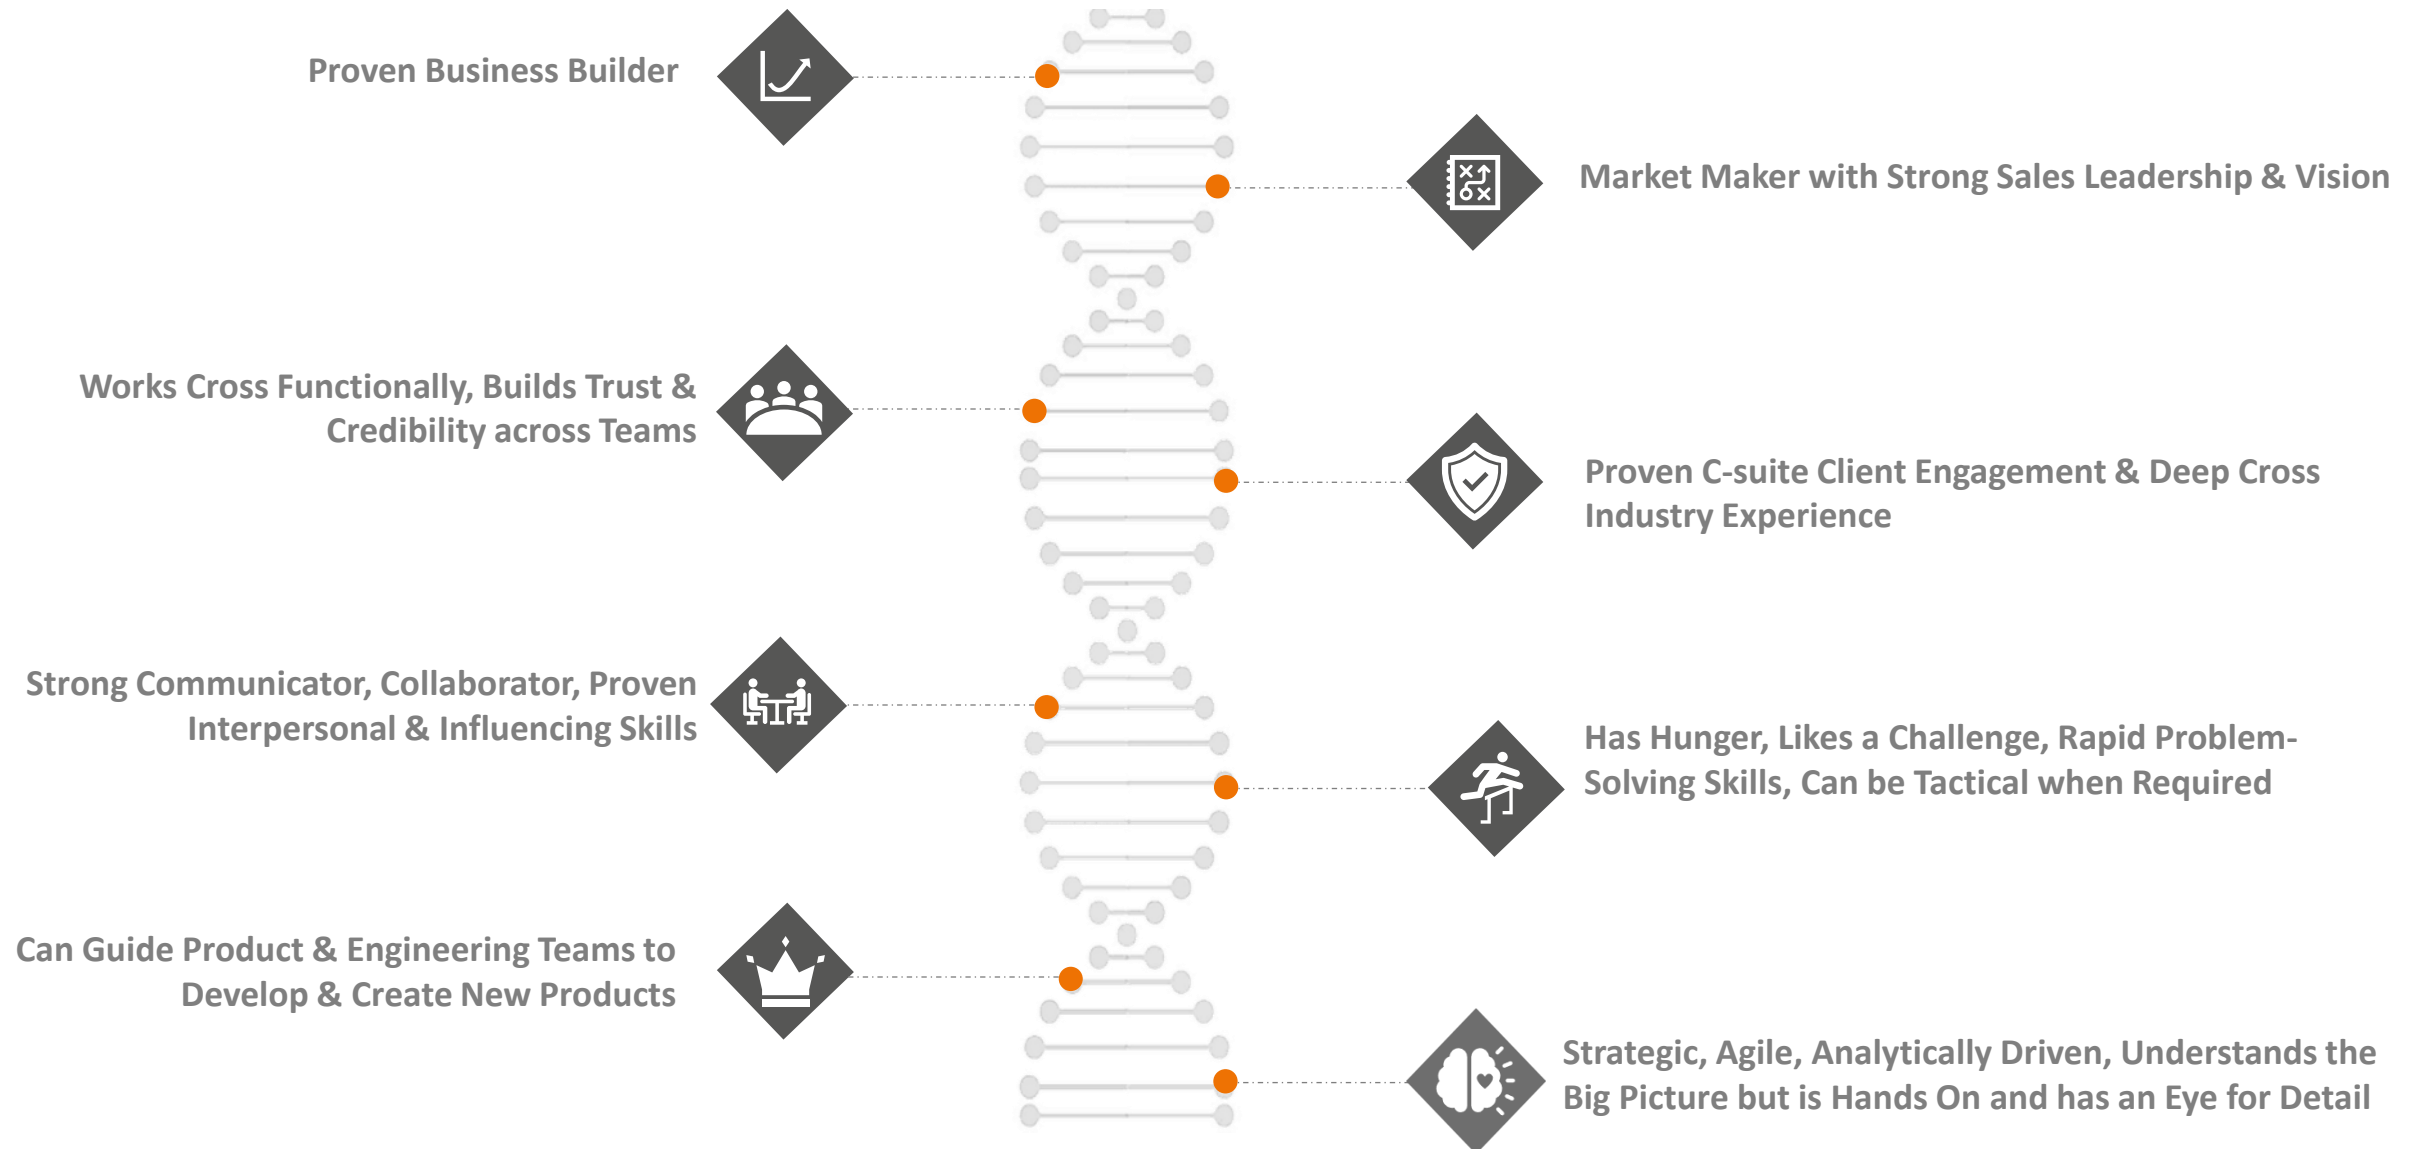 Proven Business Builder
Market Maker with Strong Sales Leadership & Vision
Works Cross Functionally, Builds Trust &
Credibility across Teams
Proven C-suite Client Engagement & Deep Cross
Industry Experience
Strong Communicator, Collaborator, Proven
Interpersonal & Influencing Skills
Has Hunger, Likes a Challenge, Rapid Problem-
Solving Skills, Can be Tactical when Required
Can Guide Product & Engineering Teams to
Develop & Create New Products
Strategic, Agile, Analytically Driven, Understands the
Big Picture but is Hands On and has an Eye for Detail